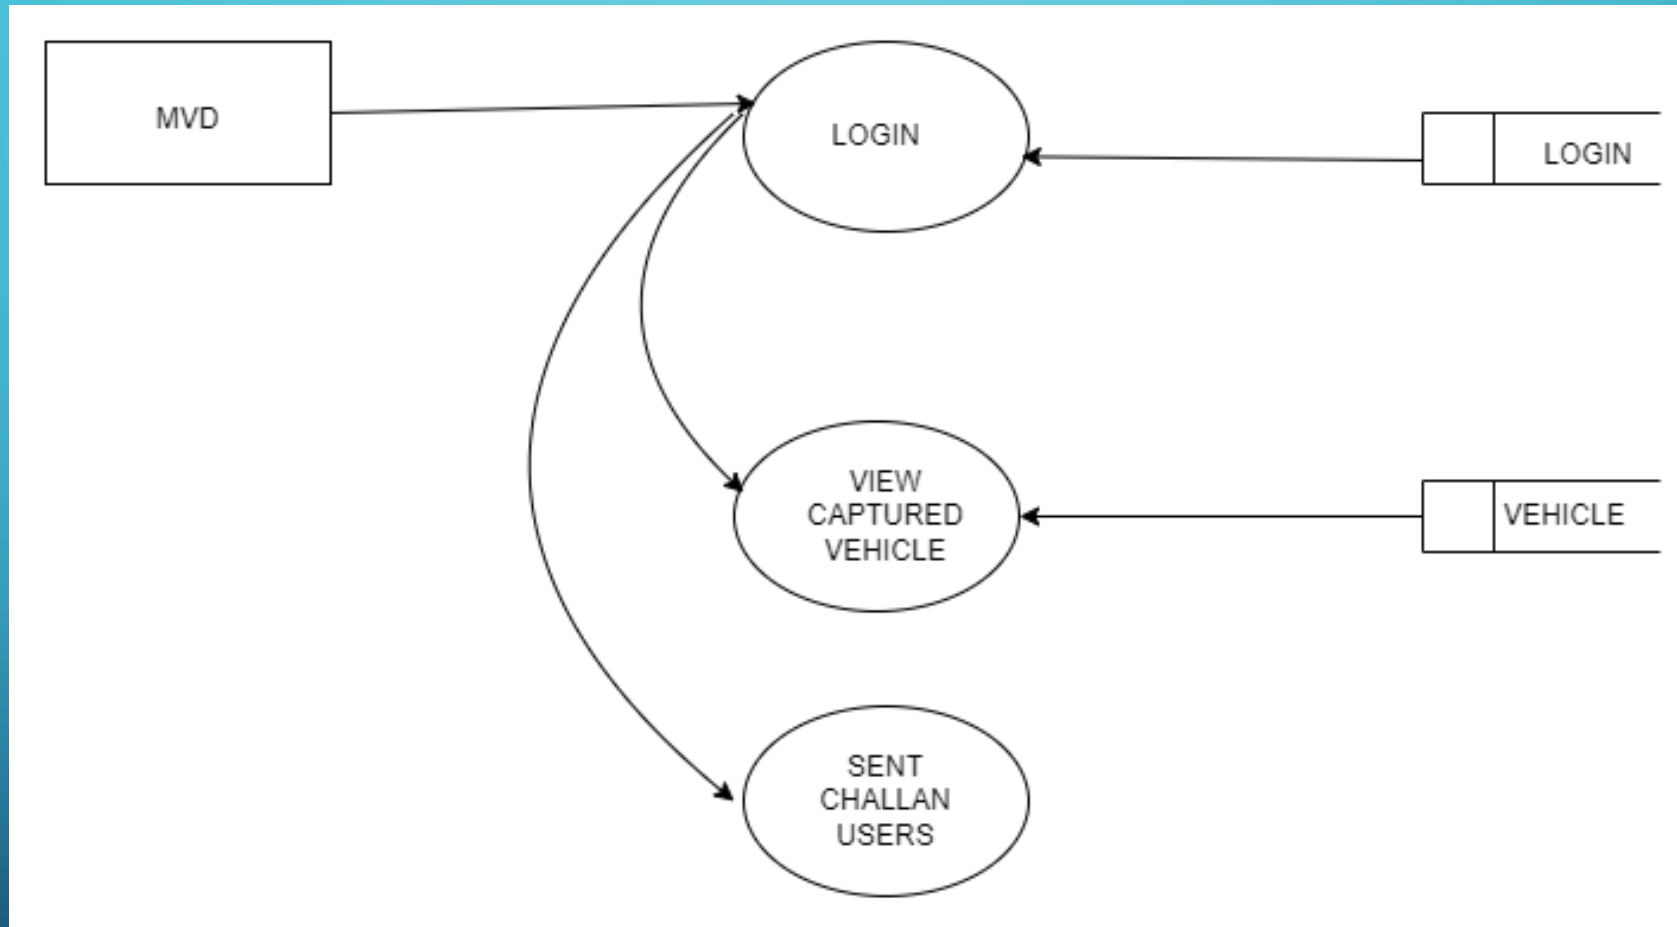 MVD
LOGIN
LOGIN
VIEW
CAPTURED
VEHICLE
VEHICLE
SENT
CHALLAN
USERS